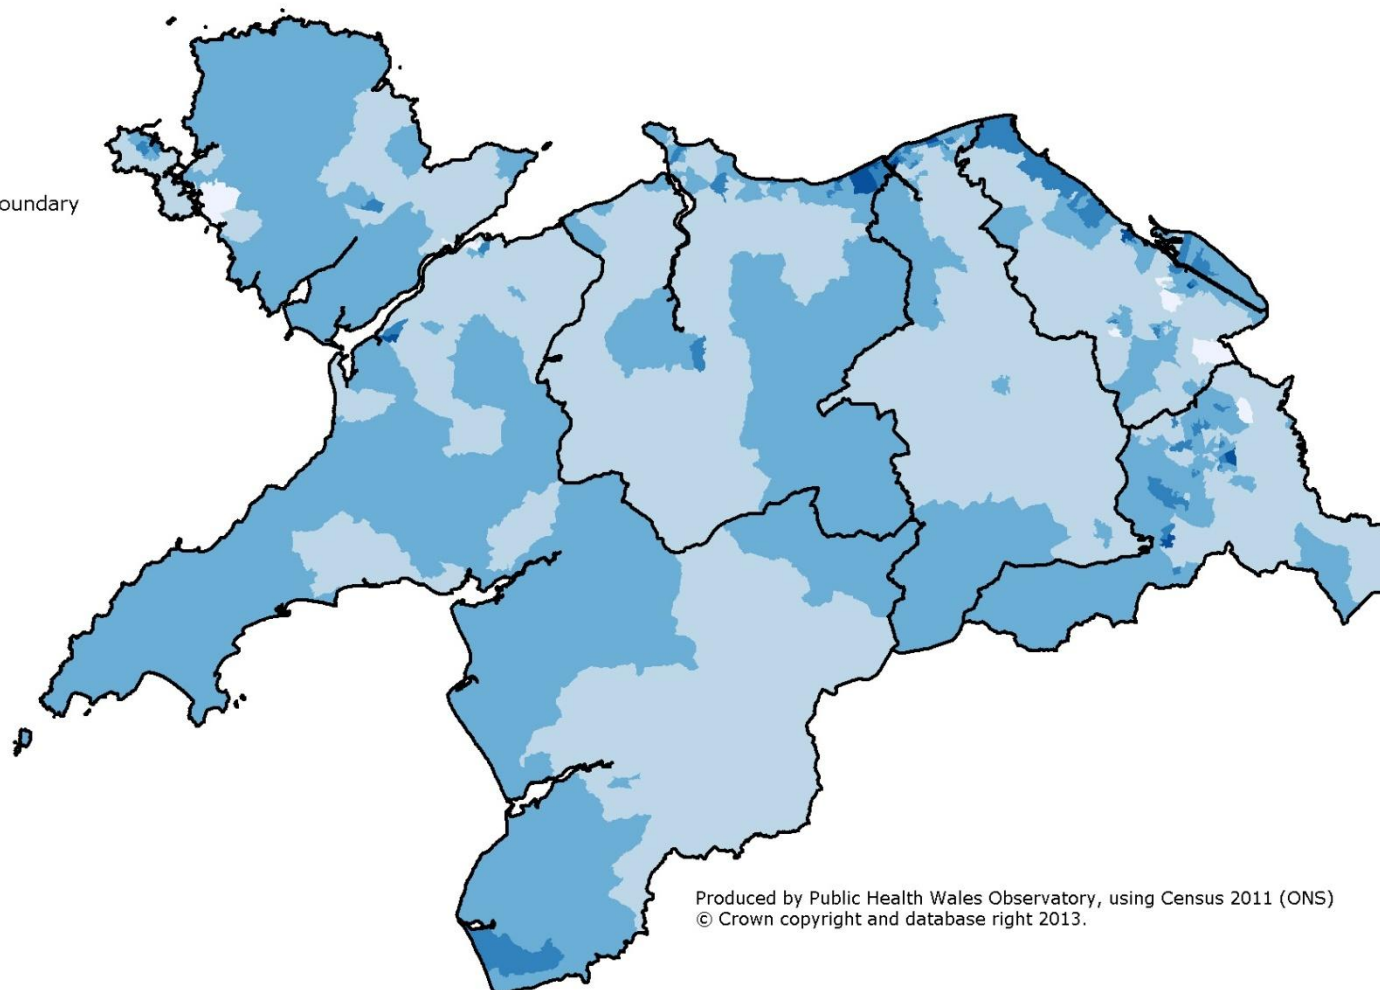 oundary
Produced by Public Health Wales Observatory, using Census 2011 (ONS)
© Crown copyright and database right 2013.